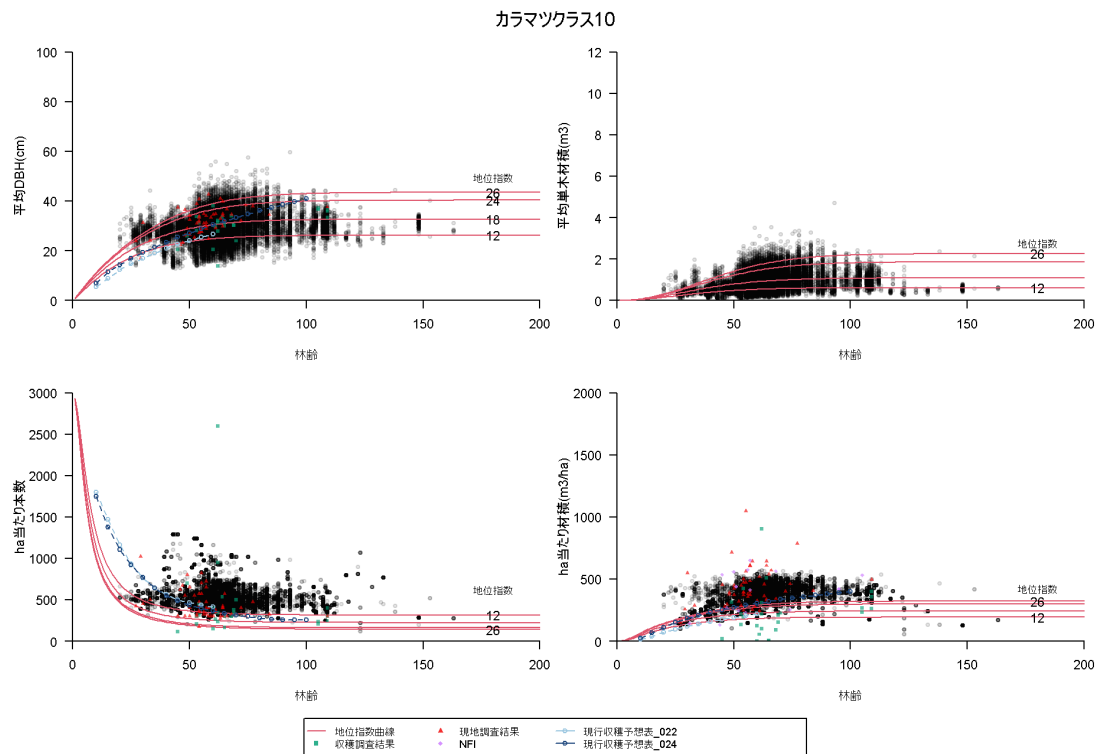 カラマツクラス10
平均DBH(cm)
100
80
60
40
20
0
地位指数
26
24
18
12
0 50 100 150 200
林齢
平均単木材積(m3)
12
10
8
6
4
2
0
地位指数
26
12
0 50 100 150 200
林齢
ha当たり本数
3000
2500
2000
1500
1000
500
0
地位指数
12
26
0 50 100 150 200
林齢
ha当たり材積(m3/ha)
2000
1500
1000
500
0
地位指数
26
12
0 50 100 150 200
林齢
地位指数曲線 現地調査結果 現行収穫予想表_022
収穫調査結果 NFI 現行収穫予想表_024